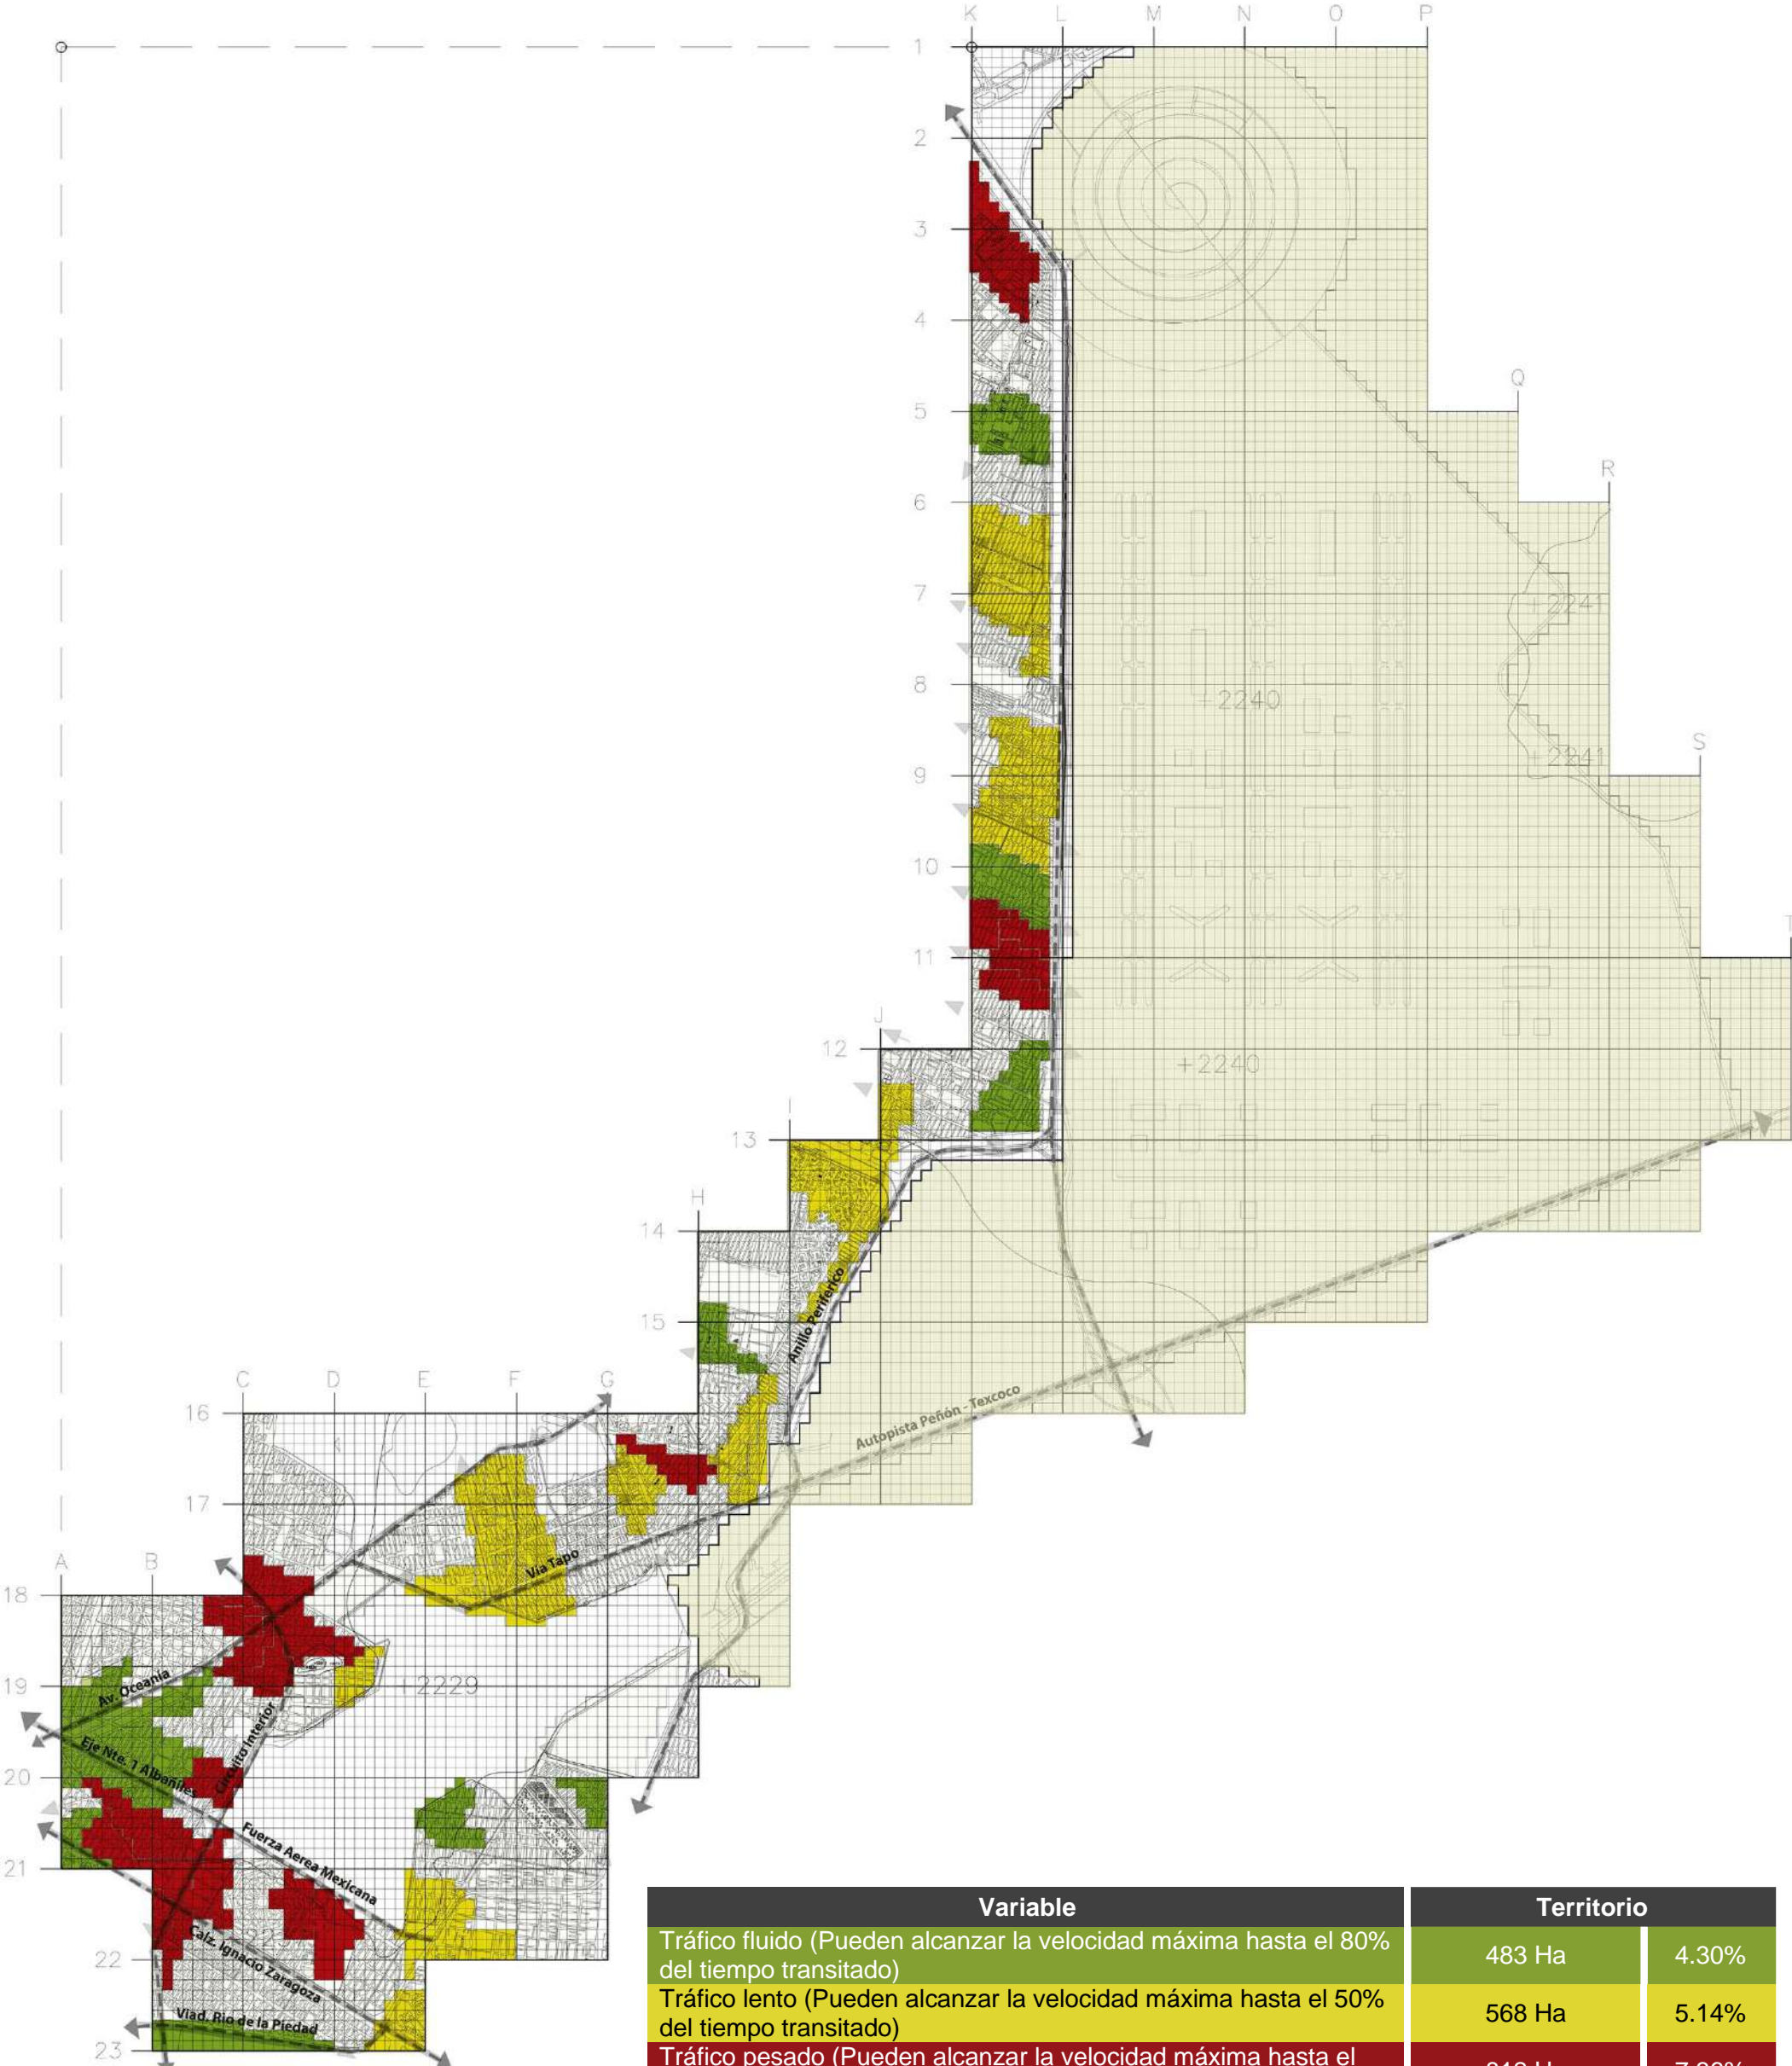 K L M N O P
1
2
3
4
Q
5
R
6
7
+2241
8
+2240
S
+2241
9
10
11
J
12
+2240
I
13
H
14
Anillo Periférico
15
C D E F G
Autopista Peñón - Texcoco
16
17
A B
Vía Tapo
18
19
+2229
Av. Oceanía
Circuito Interior
Eje Nte. 1 Albañiles
20
Fuerza Aerea Mexicana
21
Calz. Ignacio Zaragoza
22
Viad. Rio de la Piedad
23
Variable Territorio
Tráfico fluido (Pueden alcanzar la velocidad máxima hasta el 80%
del tiempo transitado) 483 Ha 4.30%
Tráfico lento (Pueden alcanzar la velocidad máxima hasta el 50%
del tiempo transitado) 568 Ha 5.14%
Tráfico pesado (Pueden alcanzar la velocidad máxima hasta el